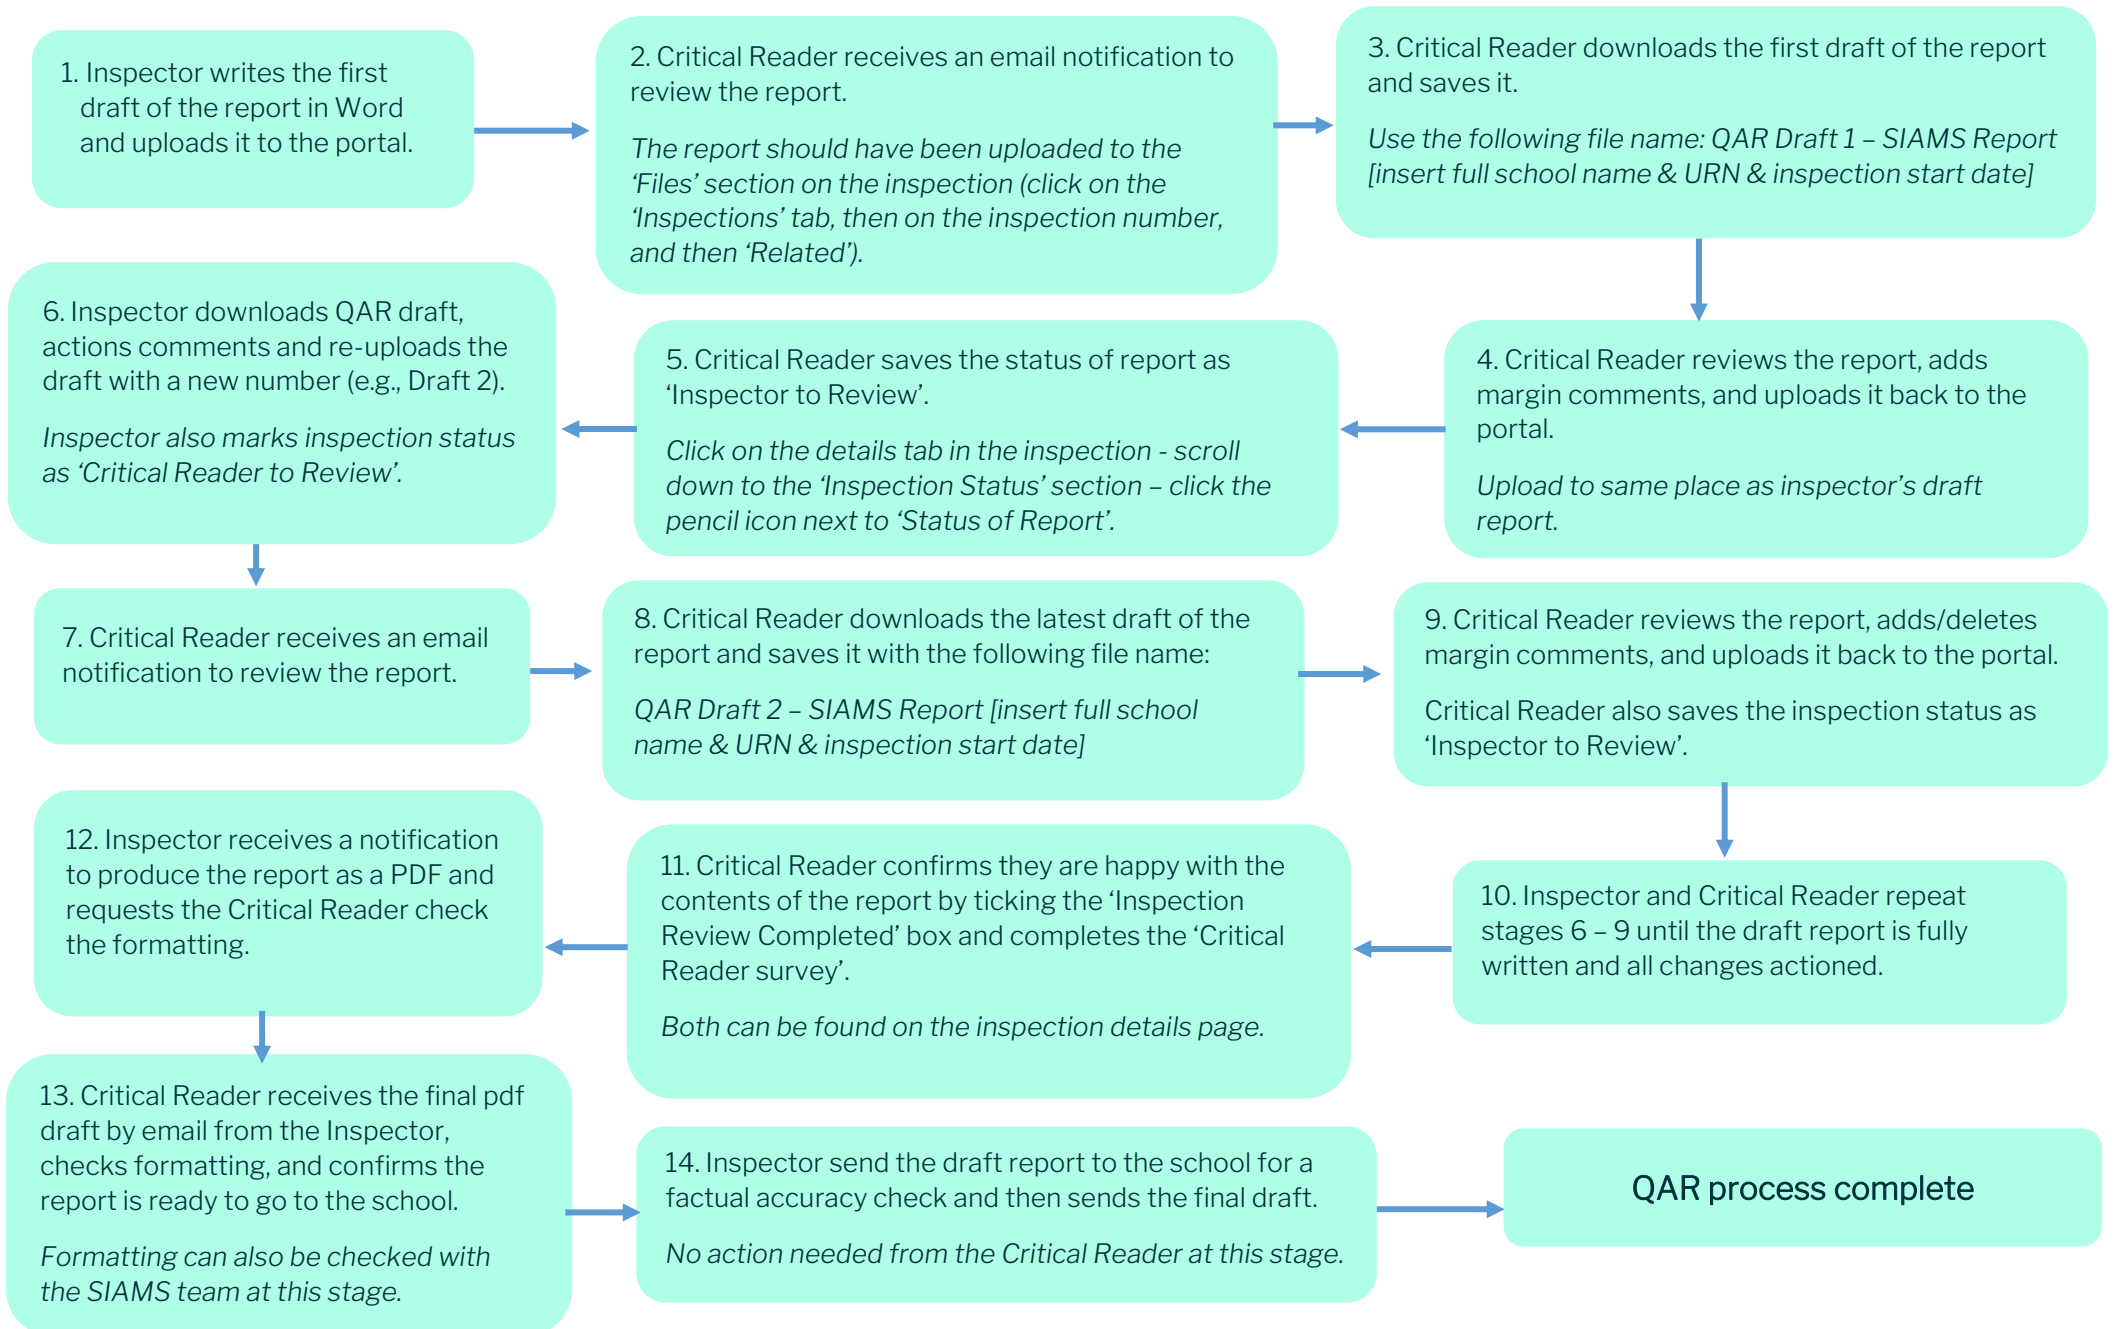 1. Inspector writes the first
draft of the report in Word
and uploads it to the portal.
2. Critical Reader receives an email notification to
review the report.
The report should have been uploaded to the
‘Files’ section on the inspection (click on the
‘Inspections’ tab, then on the inspection number,
and then ‘Related’).
3. Critical Reader downloads the first draft of the report
and saves it.
Use the following file name: QAR Draft 1 – SIAMS Report
[insert full school name & URN & inspection start date]
4. Critical Reader reviews the report, adds
margin comments, and uploads it back to the
portal.
Upload to same place as inspector’s draft
report.
5. Critical Reader saves the status of report as
‘Inspector to Review’.
Click on the details tab in the inspection - scroll
down to the ‘Inspection Status’ section – click the
pencil icon next to ‘Status of Report’.
6. Inspector downloads QAR draft,
actions comments and re-uploads the
draft with a new number (e.g., Draft 2).
Inspector also marks inspection status
as ‘Critical Reader to Review’.
7. Critical Reader receives an email
notification to review the report.
8. Critical Reader downloads the latest draft of the
report and saves it with the following file name:
QAR Draft 2 – SIAMS Report [insert full school
name & URN & inspection start date]
9. Critical Reader reviews the report, adds/deletes
margin comments, and uploads it back to the portal.
Critical Reader also saves the inspection status as
‘Inspector to Review’.
10. Inspector and Critical Reader repeat
stages 6 – 9 until the draft report is fully
written and all changes actioned.
11. Critical Reader confirms they are happy with the
contents of the report by ticking the ‘Inspection
Review Completed’ box and completes the ‘Critical
Reader survey’.
Both can be found on the inspection details page.
12. Inspector receives a notification
to produce the report as a PDF and
requests the Critical Reader check
the formatting.
13. Critical Reader receives the final pdf
draft by email from the Inspector,
checks formatting, and confirms the
report is ready to go to the school.
Formatting can also be checked with
the SIAMS team at this stage.
14. Inspector send the draft report to the school for a
factual accuracy check and then sends the final draft.
No action needed from the Critical Reader at this stage.
QAR process complete